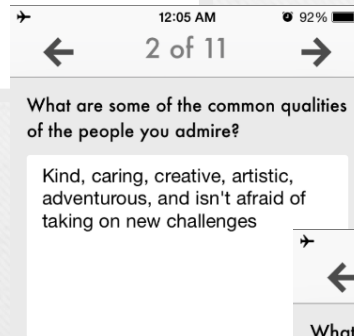 12:05 AM 92%
2 of 11
What are some of the common qualities
of the people you admire?
Kind, caring, creative, artistic,
adventurous, and isn't afraid of
taking on new challenges
What